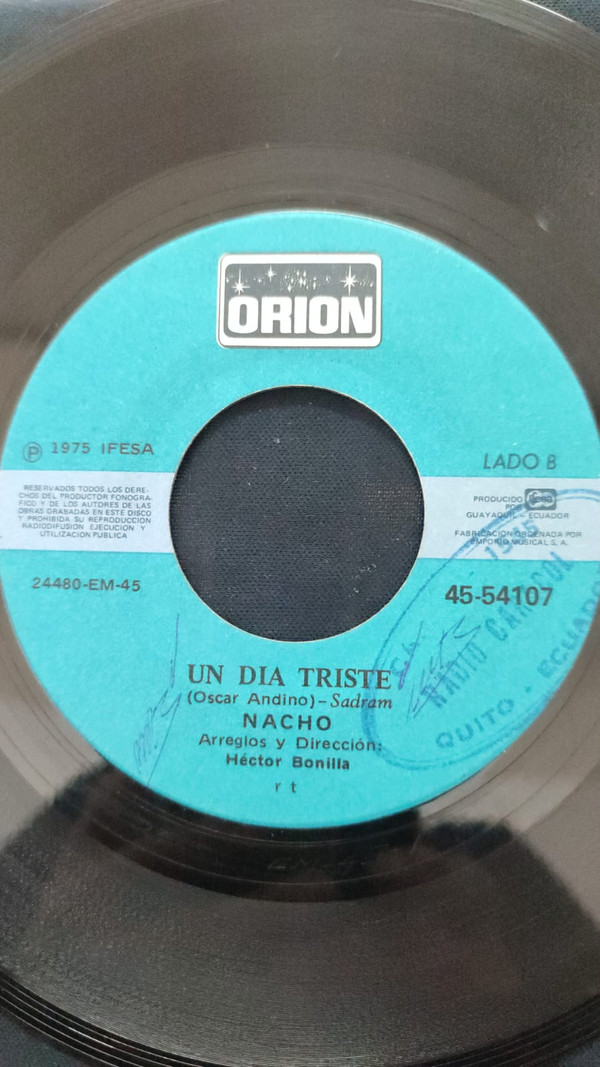 ORION
℗ 1975 IFESA
LADO B
RESERVADOS TODOS LOS DERE-
CHOS DEL PRODUCTOR FONOGRA-
FICO Y DE LOS AUTORES DE LAS
OBRAS GRABADAS EN ESTE DISCO
Y PROHIBIDA SU REPRODUCCION
RADIODIFUSION EJECUCION Y
UTILIZACION PUBLICA
PRODUCIDO
POR
GUAYAQUIL - ECUADOR
FABRICACION ORDENADA POR
EMPORIO MUSICAL S. A.
24480-EM-45
45-54107
UN DIA TRISTE
(Oscar Andino) - Sadram
NACHO
Arreglos y Dirección:
Héctor Bonilla
r t
RADIO CARACOL
QUITO - ECUADOR